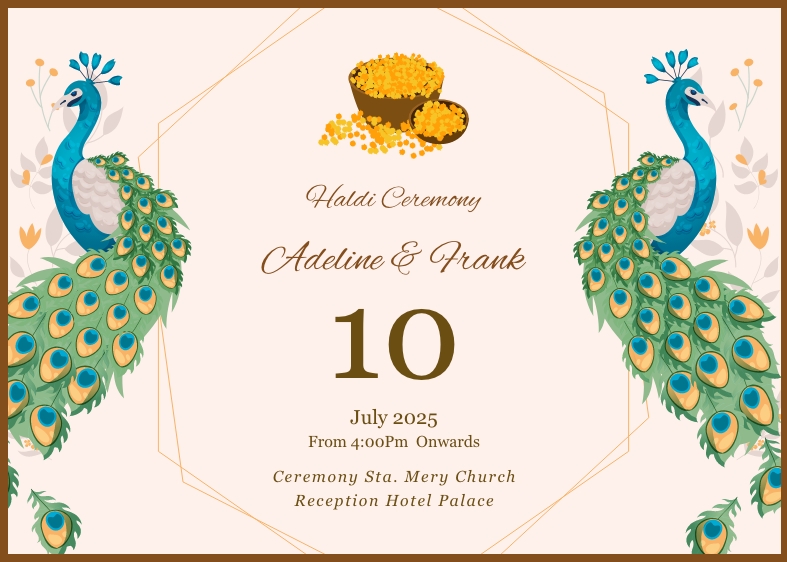 Haldi Ceremony
Adeline & Frank
10
July 2025
From 4:00Pm Onwards
Ceremony Sta. Mery Church
Reception Hotel Palace